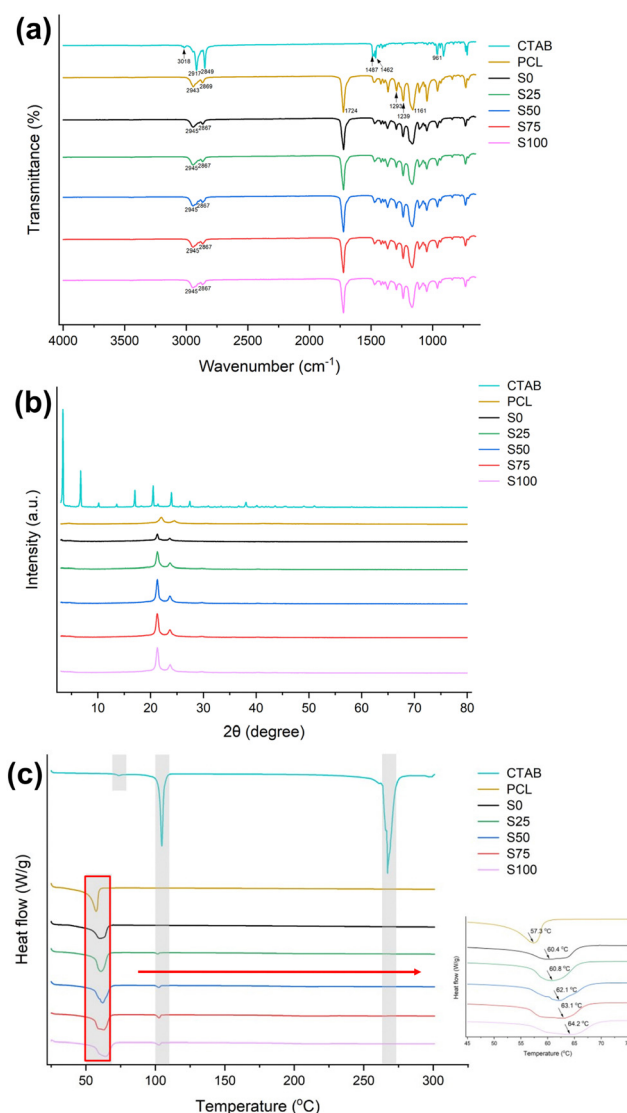 (a)
CTAB
PCL
S0
S25
S50
S75
S100
3018
2917
2849
1487
1462
961
2943
2869
1724
1293
1239
1161
2945
2867
2945
2867
2945
2867
2945
2867
2945
2867
Transmittance (%)
4000 3500 3000 2500 2000 1500 1000
Wavenumber (cm⁻¹)
(b)
CTAB
PCL
S0
S25
S50
S75
S100
Intensity (a.u.)
10 20 30 40 50 60 70 80
2θ (degree)
(c)
CTAB
PCL
S0
S25
S50
S75
S100
Heat flow (W/g)
50 100 150 200 250 300
Temperature (°C)
57.3 °C
60.4 °C
60.8 °C
62.1 °C
63.1 °C
64.2 °C
Heat flow (W/g)
45 50 55 60 65 70 75
Temperature (°C)